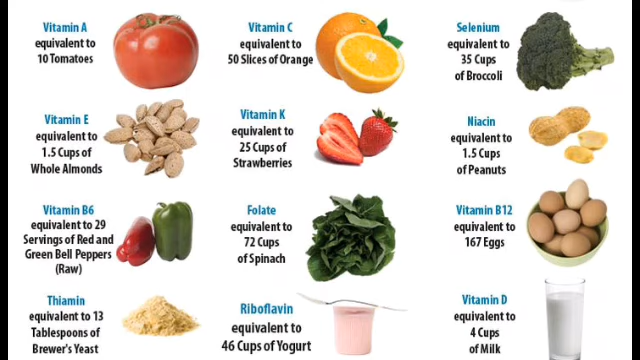 Vitamin A
equivalent to
10 Tomatoes
Vitamin C
equivalent to
50 Slices of Orange
Selenium
equivalent to
35 Cups
of Broccoli
Vitamin E
equivalent to
1.5 Cups of
Whole Almonds
Vitamin K
equivalent to
25 Cups of
Strawberries
Niacin
equivalent to
1.5 Cups
of Peanuts
Vitamin B6
equivalent to 29
Servings of Red and
Green Bell Peppers
(Raw)
Folate
equivalent to
72 Cups
of Spinach
Vitamin B12
equivalent to
167 Eggs
Thiamin
equivalent to 13
Tablespoons of
Brewer's Yeast
Riboflavin
equivalent to
46 Cups of Yogurt
Vitamin D
equivalent to
4 Cups
of Milk